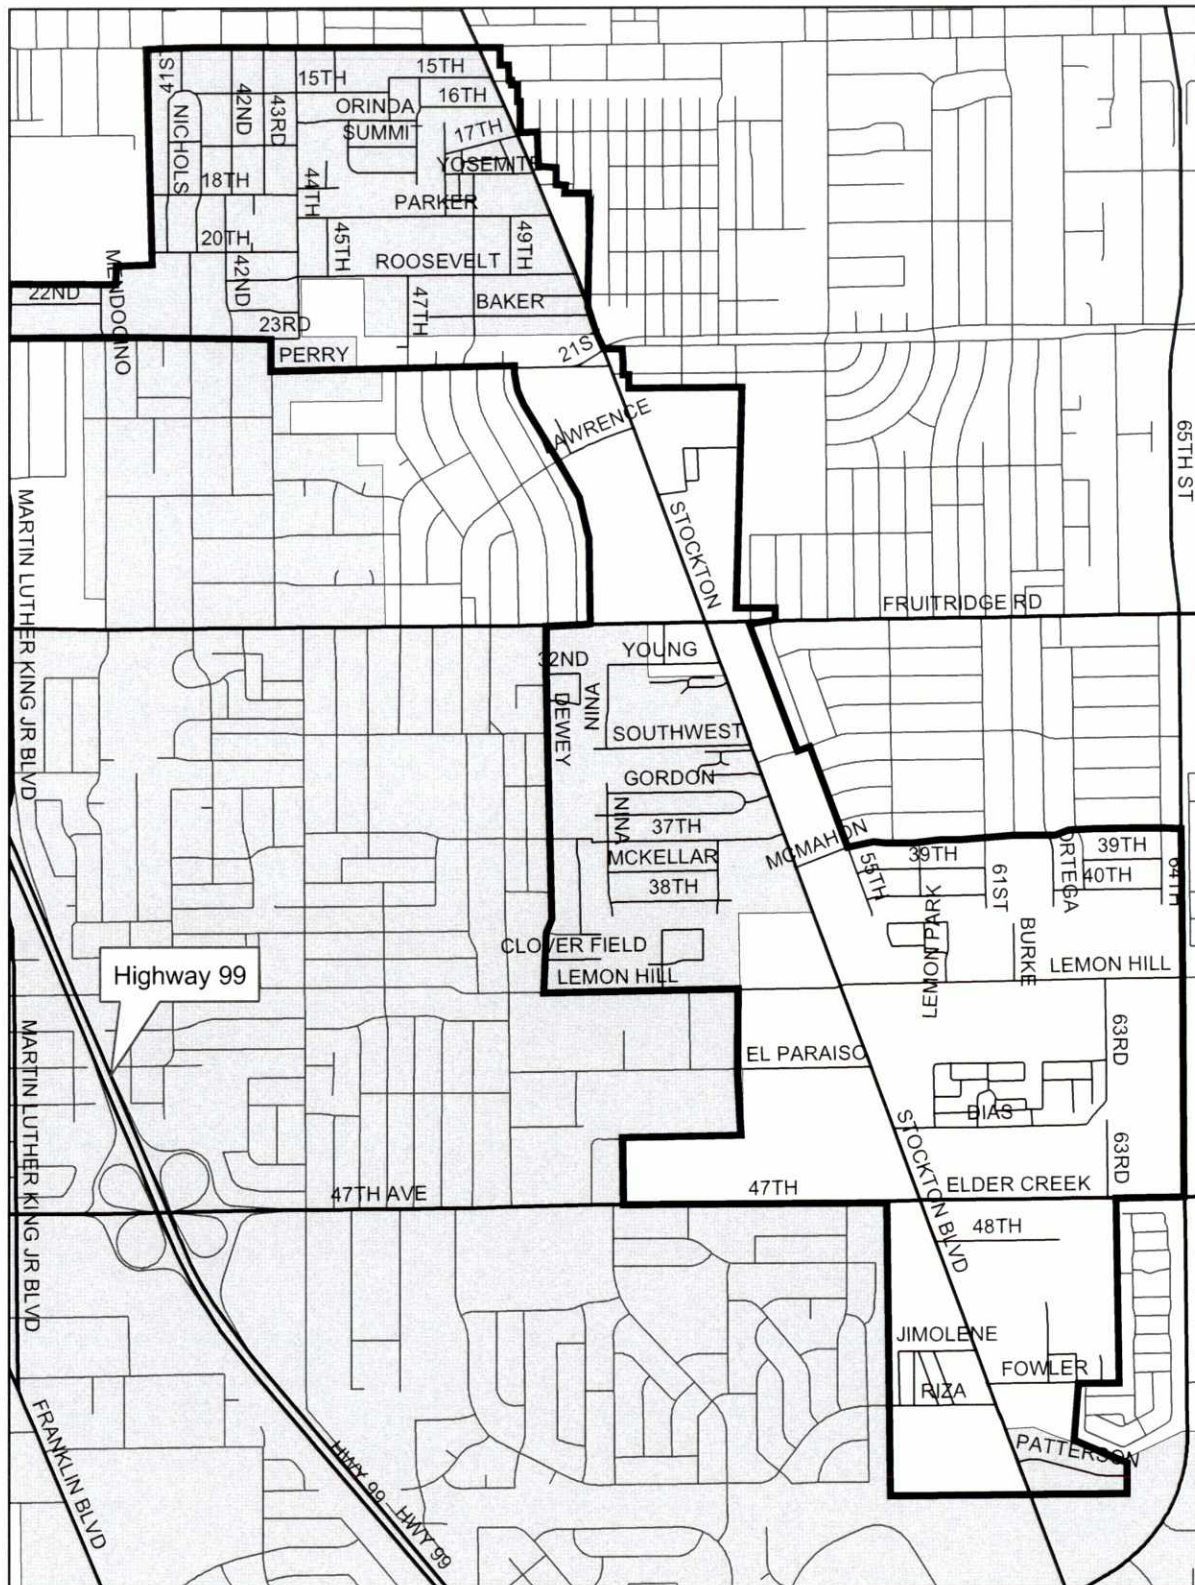 41ST
15TH
15TH
42ND
43RD
ORINDA
16TH
NICHOLS
SUMMIT
17TH
YOSEMITE
18TH
44TH
PARKER
20TH
45TH
49TH
ROOSEVELT
MENDOCINO
42ND
22ND
47TH
BAKER
23RD
PERRY
21ST
LAWRENCE
65TH ST
STOCKTON
MARTIN LUTHER KING JR BLVD
FRUITRIDGE RD
YOUNG
32ND
NINA
DEWEY
SOUTHWEST
GORDON
NINA
37TH
MCMAHON
MCKELLAR
38TH
55TH
39TH
61ST
ORTEGA
39TH
40TH
64TH
LEMON PARK
BURKE
CLOVER FIELD
LEMON HILL
LEMON HILL
Highway 99
MARTIN LUTHER KING JR BLVD
EL PARAISO
63RD
DIAS
STOCKTON BLVD
63RD
47TH AVE
47TH
ELDER CREEK
48TH
JIMOLENE
FOWLER
RIZA
PATTERSON
FRANKLIN BLVD
HWY 99
HWY 99